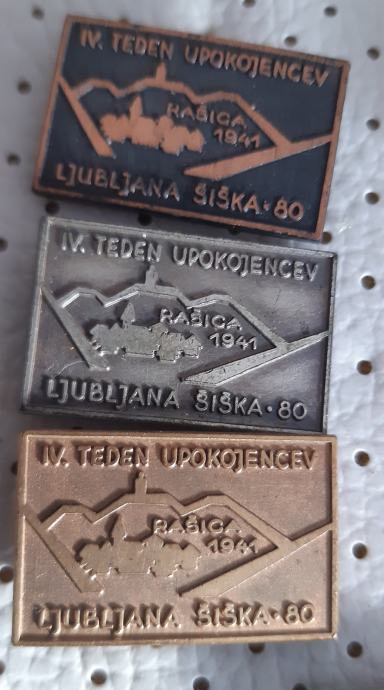 IV. TEDEN UPOKOJENCEV
RAŠICA
1941
LJUBLJANA ŠIŠKA·80
IV. TEDEN UPOKOJENCEV
RAŠICA
1941
LJUBLJANA ŠIŠKA·80
IV. TEDEN UPOKOJENCEV
RAŠICA
1941
LJUBLJANA ŠIŠKA·80